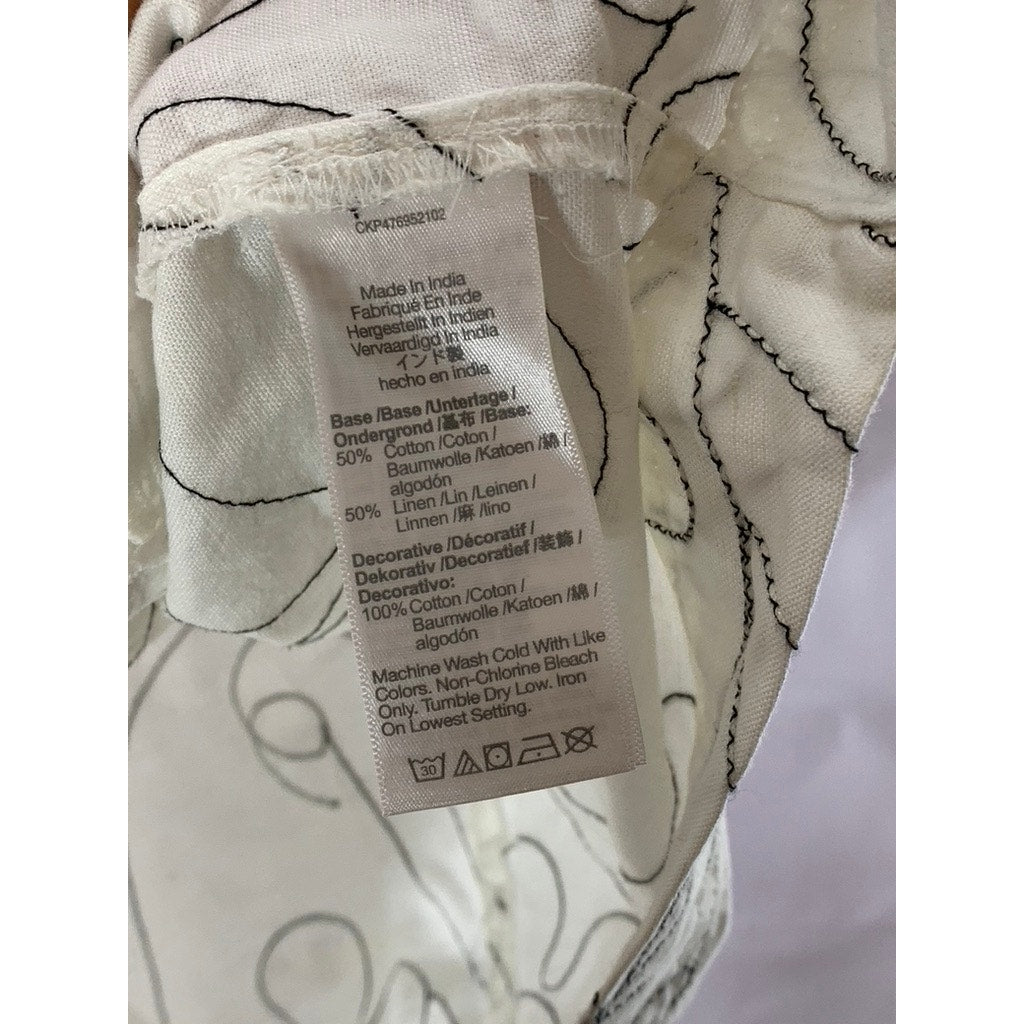 CKP476952102
Made In India
Fabriqué En Inde
Hergestellt In Indien
Vervaardigd In India
インド製
hecho en india
Base /Base /Unterlage /
Ondergrond /基布 /Base:
50% Cotton /Coton /
Baumwolle /Katoen /綿 /
algodón
50% Linen /Lin /Leinen /
Linnen /麻 /lino
Decorative /Décoratif /
Dekorativ /Decoratief /装飾 /
Decorativo:
100% Cotton /Coton /
Baumwolle /Katoen /綿 /
algodón
Machine Wash Cold With Like
Colors. Non-Chlorine Bleach
Only. Tumble Dry Low. Iron
On Lowest Setting.
30